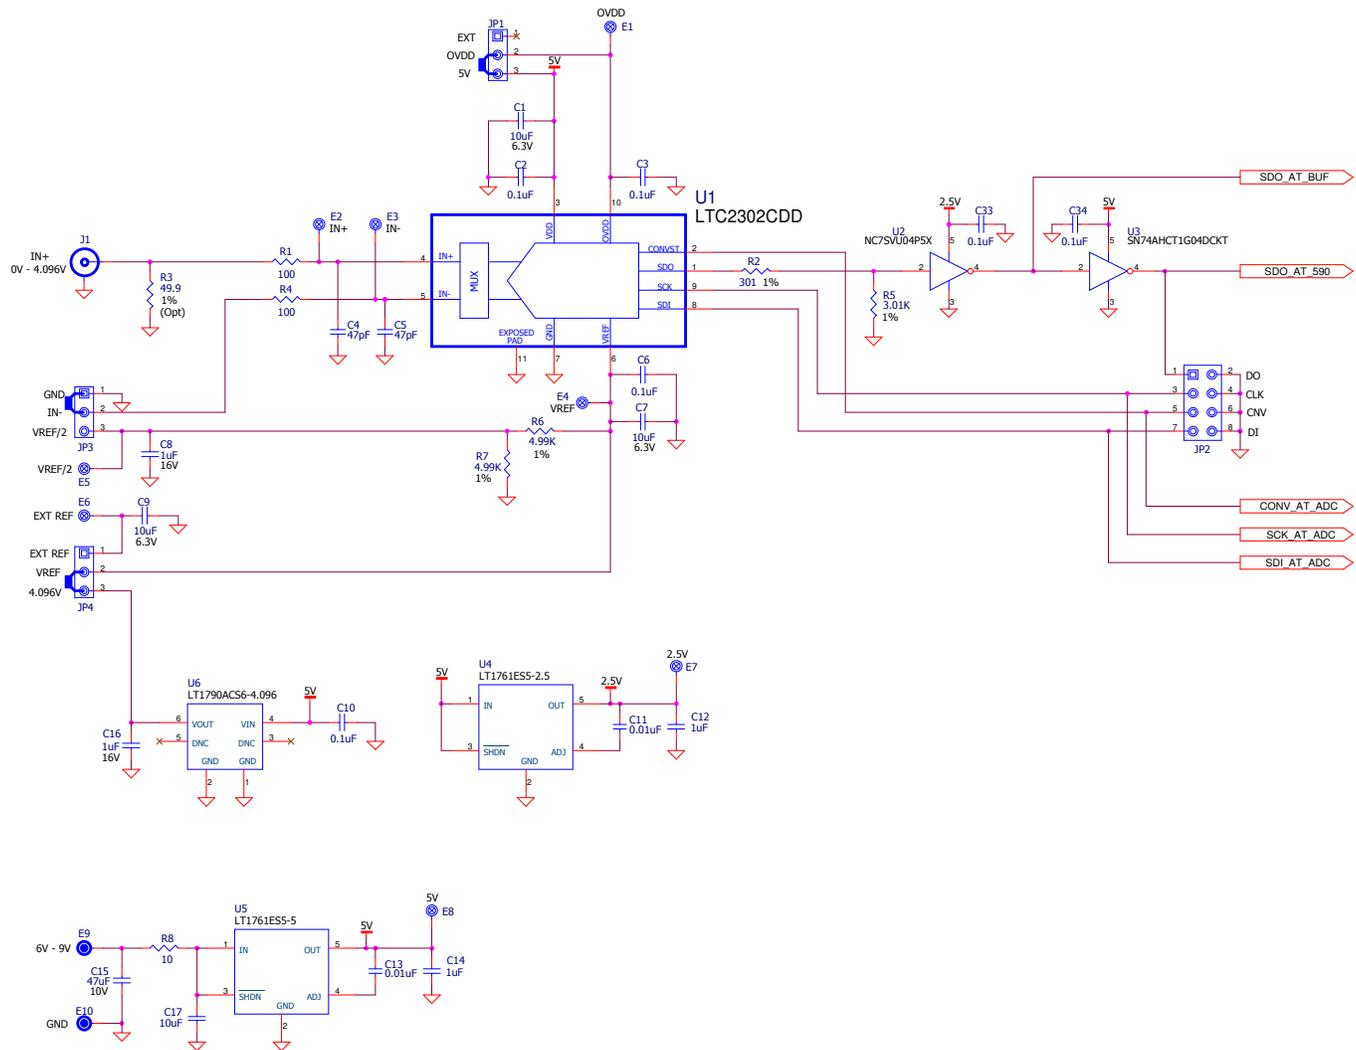 OVDD
E1
JP1
EXT
1
OVDD
2
5V
3
5V
C1
10uF
6.3V
C2
0.1uF
C3
0.1uF
3
10
U1
LTC2302CDD
E2
IN+
E3
IN-
J1
IN+
0V - 4.096V
R3
49.9
1%
(Opt)
R1
100
R4
100
C4
47pF
C5
47pF
4
5
IN+
IN-
MUX
VDD
OVDD
CONVST
SDO
SCK
SDI
EXPOSED
PAD
GND
VREF
2
1
9
8
11
7
6
R2
301 1%
R5
3.01K
1%
U2
NC7SVU04P5X
2.5V
C33
0.1uF
5
2
4
3
C34
0.1uF
5V
U3
SN74AHCT1G04DCKT
5
2
4
3
SDO_AT_BUF
SDO_AT_590
1
2
DO
3
4
CLK
5
6
CNV
7
8
DI
JP2
CONV_AT_ADC
SCK_AT_ADC
SDI_AT_ADC
C6
0.1uF
E4
VREF
C7
10uF
6.3V
GND
1
IN-
2
VREF/2
3
JP3
C8
1uF
16V
VREF/2
E5
R6
4.99K
1%
R7
4.99K
1%
E6
EXT REF
C9
10uF
6.3V
EXT REF
1
VREF
2
4.096V
3
JP4
U6
LT1790ACS6-4.096
6
VOUT
VIN
4
5
DNC
DNC
3
GND
GND
2
1
5V
C10
0.1uF
C16
1uF
16V
5V
U4
LT1761ES5-2.5
1
IN
OUT
5
3
SHDN
ADJ
4
GND
2
2.5V
2.5V
E7
C11
0.01uF
C12
1uF
U5
LT1761ES5-5
E9
6V - 9V
R8
10
C15
47uF
10V
E10
GND
C17
10uF
1
IN
OUT
5
3
SHDN
ADJ
4
GND
2
5V
5V
E8
C13
0.01uF
C14
1uF